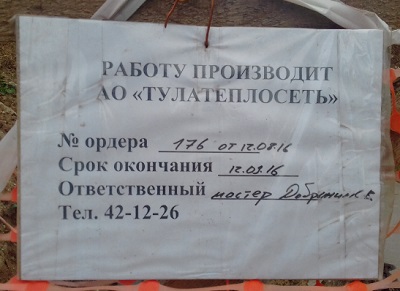 РАБОТУ ПРОИЗВОДИТ
АО «ТУЛАТЕПЛОСЕТЬ»
№ ордера 176 от 12.08.16
Срок окончания 12.09.16
Ответственный мастер
Тел. 42-12-26